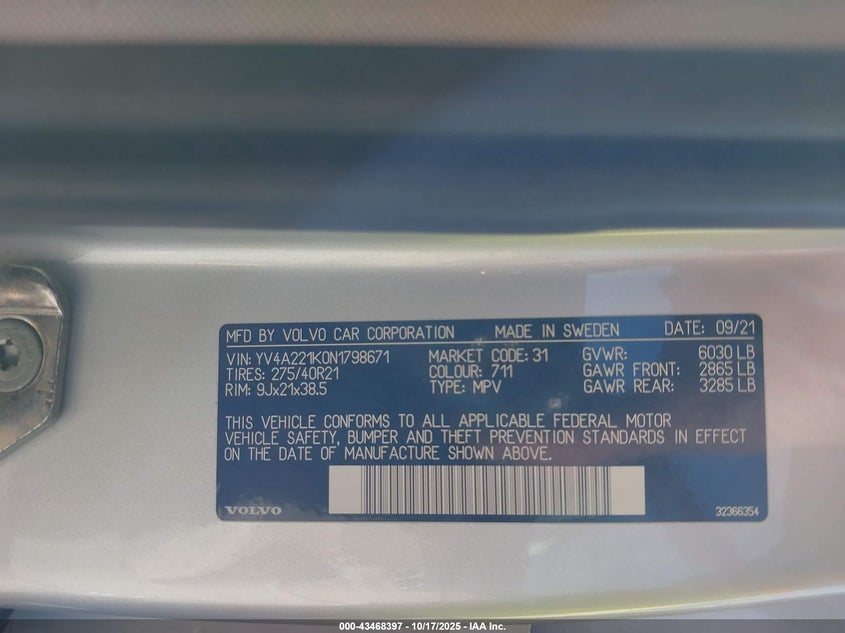 MFD BY VOLVO CAR CORPORATION MADE IN SWEDEN DATE: 09/21
VIN: YV4A221K0N1798671 MARKET CODE: 31 GVWR: 6030 LB
TIRES: 275/40R21 COLOUR: 711 GAWR FRONT: 2865 LB
RIM: 9Jx21x38.5 TYPE: MPV GAWR REAR: 3285 LB
THIS VEHICLE CONFORMS TO ALL APPLICABLE FEDERAL MOTOR
VEHICLE SAFETY, BUMPER AND THEFT PREVENTION STANDARDS IN EFFECT
ON THE DATE OF MANUFACTURE SHOWN ABOVE.
VOLVO 32366354
000-43468397 - 10/17/2025 - IAA Inc.